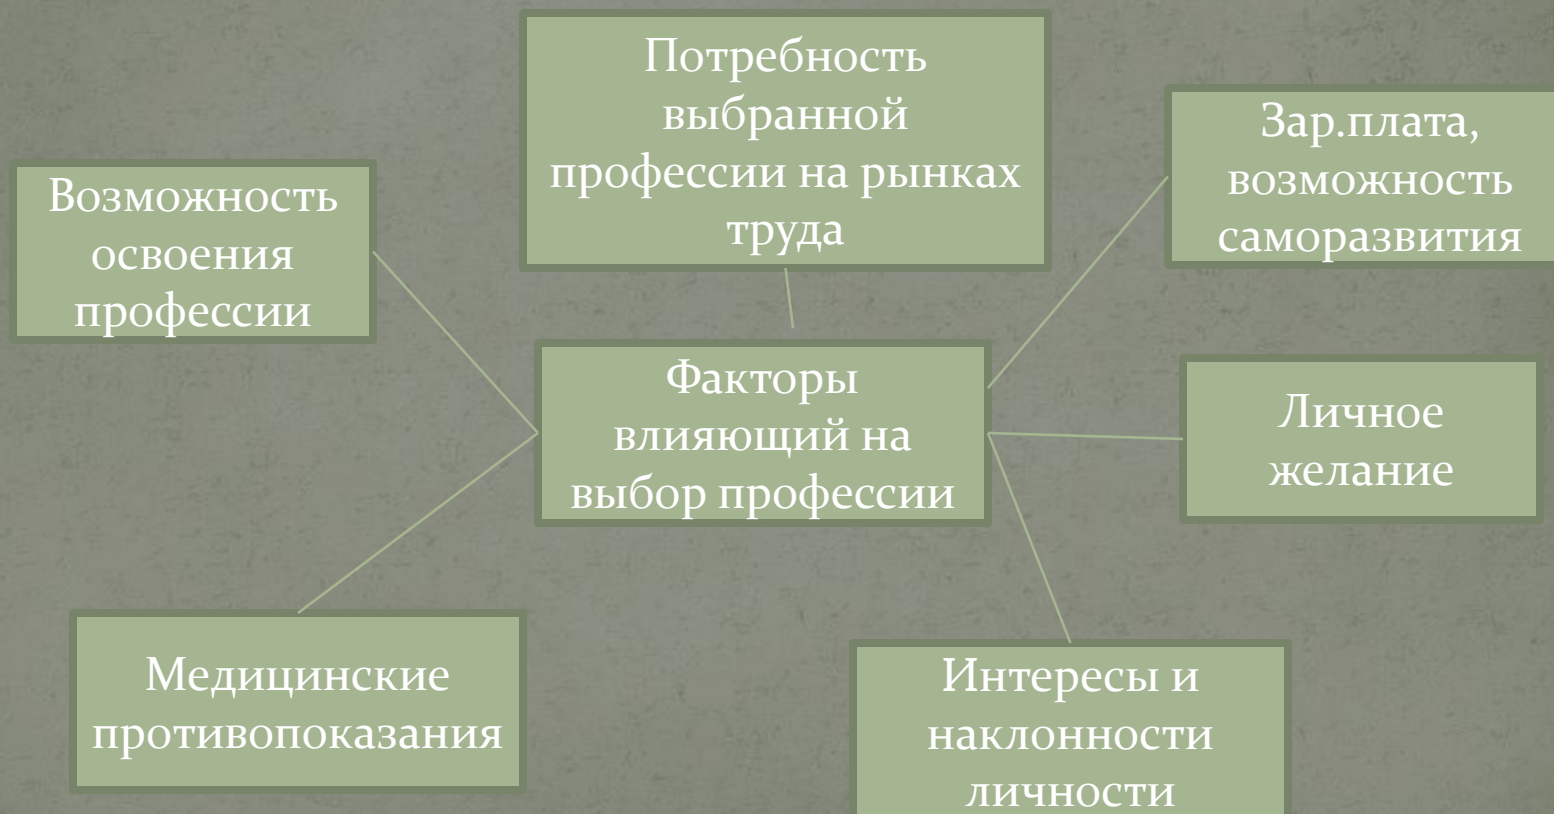 Потребность
выбранной
профессии на рынках
труда
Зар.плата,
возможность
саморазвития
Возможность
освоения
профессии
Факторы
влияющий на
выбор профессии
Личное
желание
Медицинские
противопоказания
Интересы и
наклонности
личности